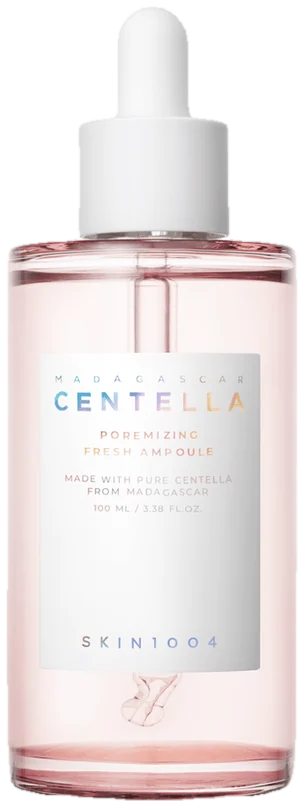 MADAGASCAR
CENTELLA
POREMIZING
FRESH AMPOULE
MADE WITH PURE CENTELLA
FROM MADAGASCAR
100 ML / 3.38 FL.OZ.
SKIN1004